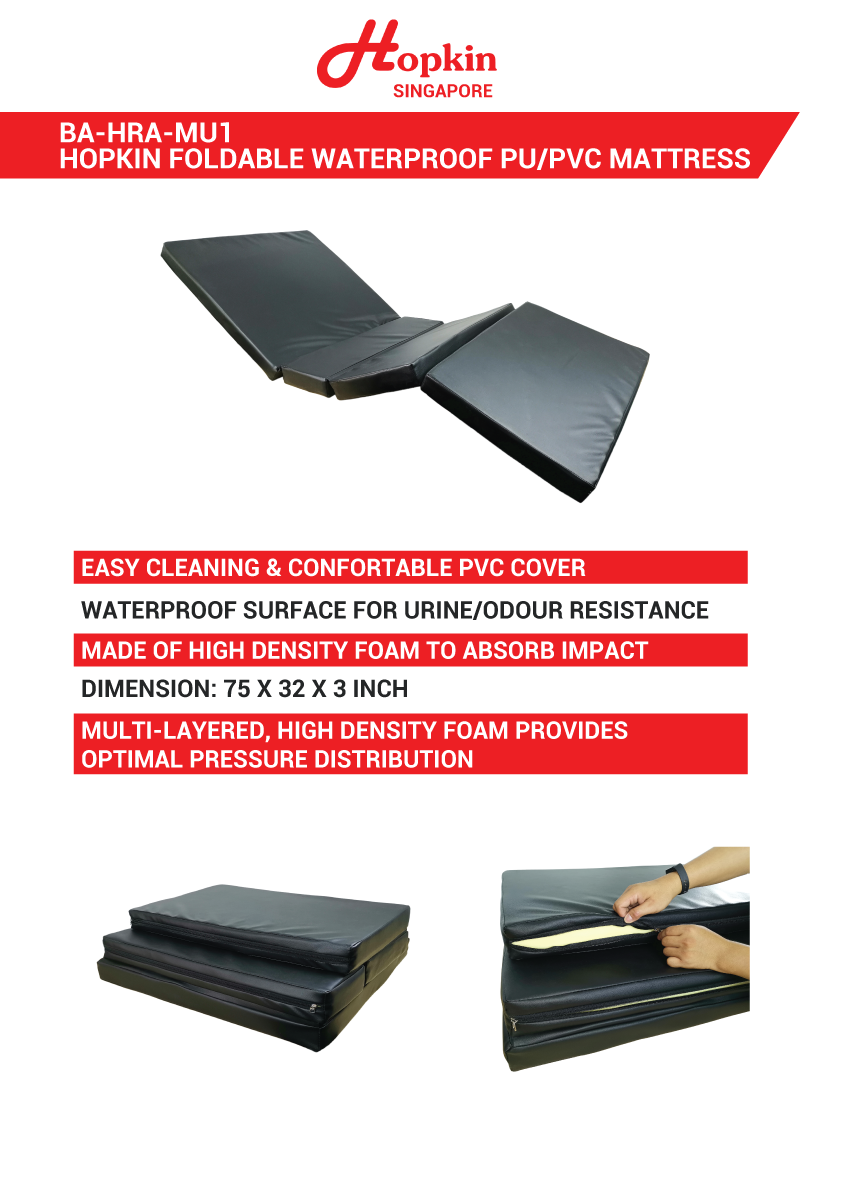 Hopkin
SINGAPORE
BA-HRA-MU1
HOPKIN FOLDABLE WATERPROOF PU/PVC MATTRESS
EASY CLEANING & CONFORTABLE PVC COVER
WATERPROOF SURFACE FOR URINE/ODOUR RESISTANCE
MADE OF HIGH DENSITY FOAM TO ABSORB IMPACT
DIMENSION: 75 X 32 X 3 INCH
MULTI-LAYERED, HIGH DENSITY FOAM PROVIDES
OPTIMAL PRESSURE DISTRIBUTION